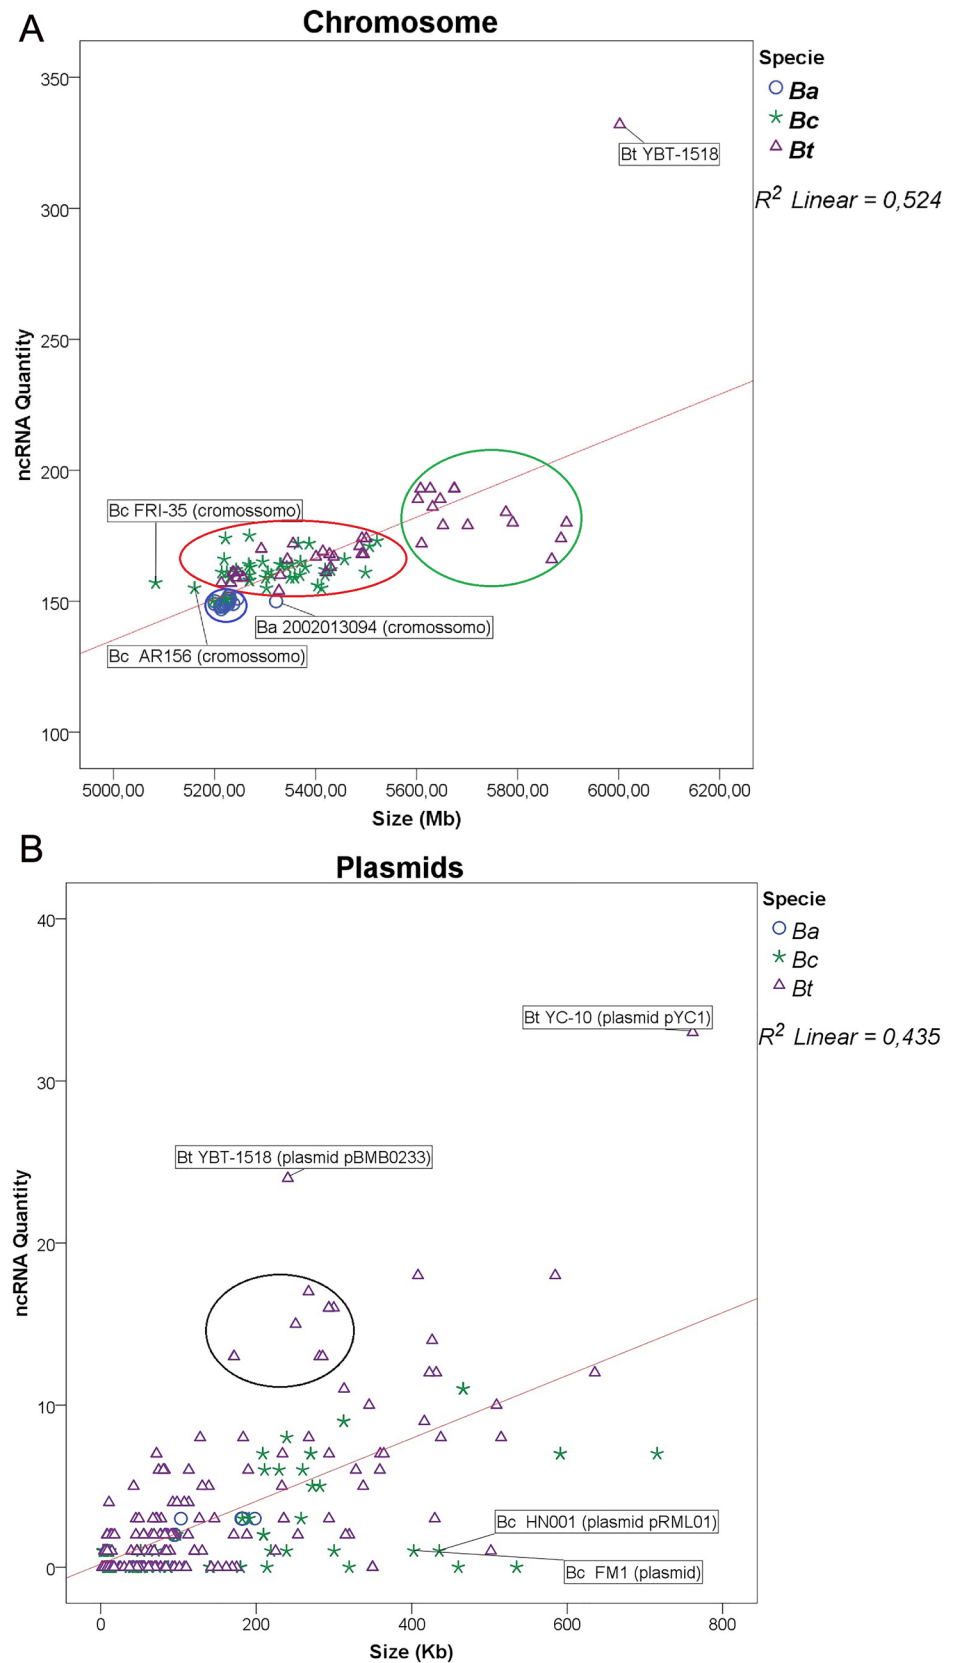 A
Chromosome
Specie
Ba
Bc
Bt
R² Linear = 0,524
ncRNA Quantity
350
300
250
200
150
100
Bt YBT-1518
Bc FRI-35 (cromossomo)
Ba 2002013094 (cromossomo)
Bc AR156 (cromossomo)
5000,00 5200,00 5400,00 5600,00 5800,00 6000,00 6200,00
Size (Mb)
B
Plasmids
Specie
Ba
Bc
Bt
R² Linear = 0,435
ncRNA Quantity
40
30
20
10
0
Bt YC-10 (plasmid pYC1)
Bt YBT-1518 (plasmid pBMB0233)
Bc HN001 (plasmid pRML01)
Bc FM1 (plasmid)
0 200 400 600 800
Size (Kb)